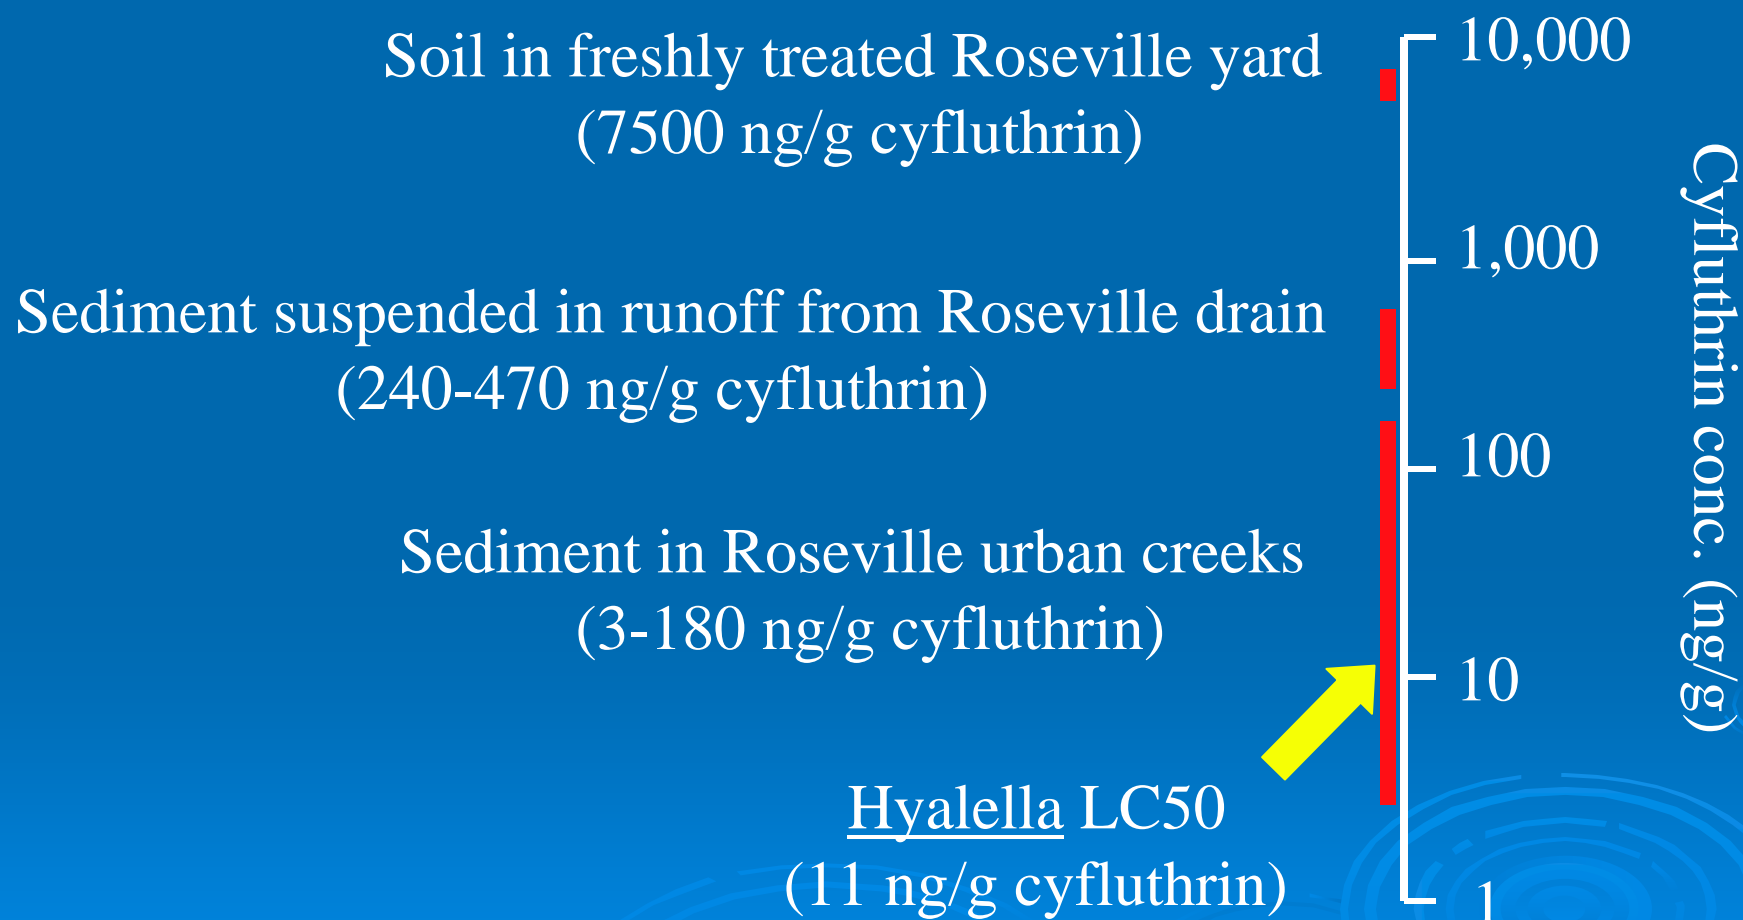 Soil in freshly treated Roseville yard
(7500 ng/g cyfluthrin)
Sediment suspended in runoff from Roseville drain
(240-470 ng/g cyfluthrin)
Sediment in Roseville urban creeks
(3-180 ng/g cyfluthrin)
Hyalella LC50
(11 ng/g cyfluthrin)
10,000
1,000
100
10
1
Cyfluthrin conc. (ng/g)